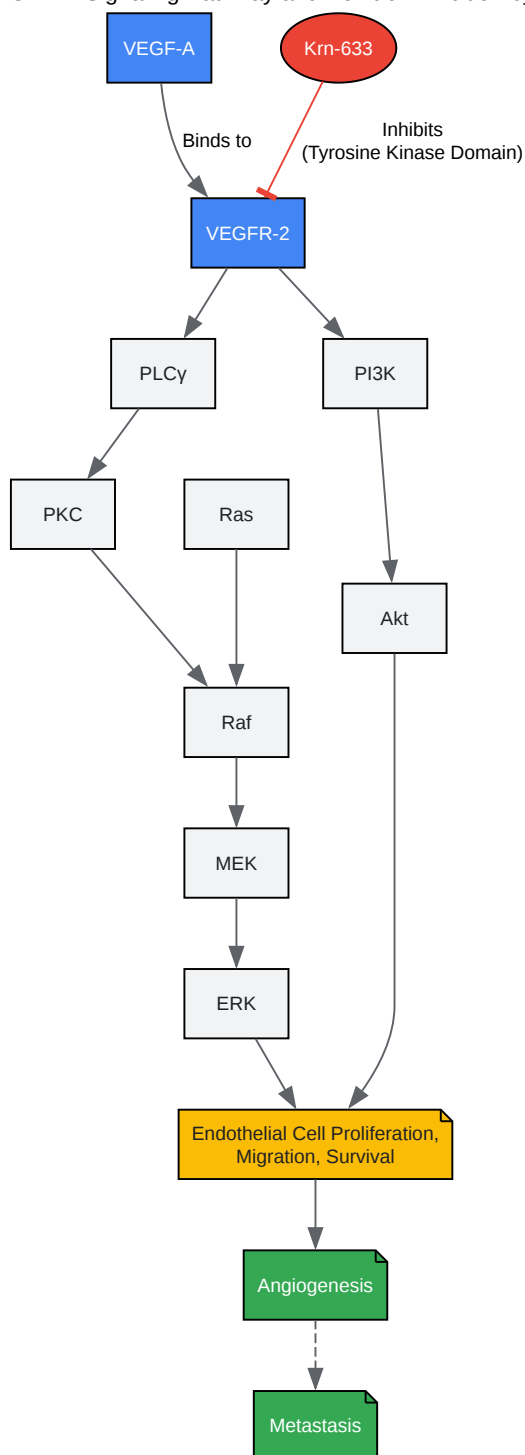 VEGF-A
Krn-633
Binds to
Inhibits
(Tyrosine Kinase Domain)
VEGFR-2
PLCγ
PI3K
PKC
Ras
Akt
Raf
MEK
ERK
Endothelial Cell Proliferation,
Migration, Survival
Angiogenesis
Metastasis